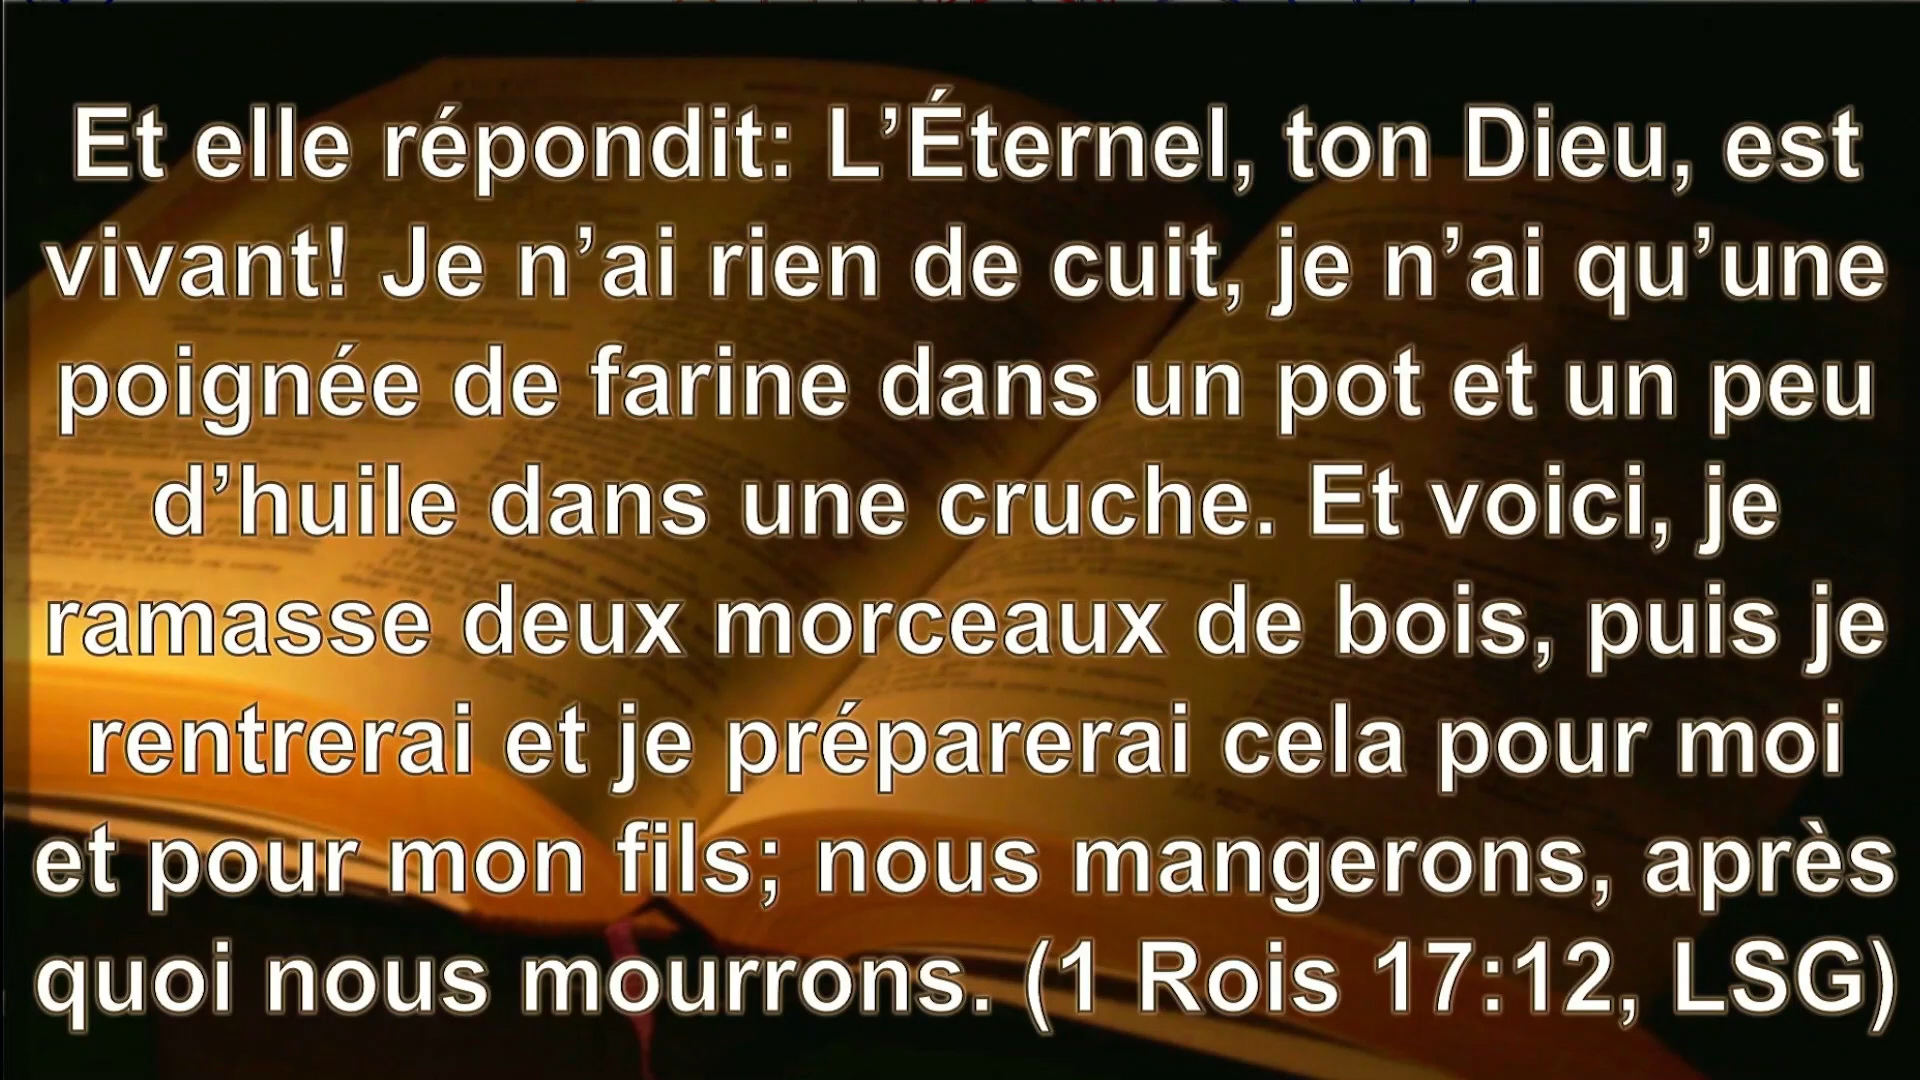 Et elle répondit: L’Éternel, ton Dieu, est
vivant! Je n’ai rien de cuit, je n’ai qu’une
poignée de farine dans un pot et un peu
d’huile dans une cruche. Et voici, je
ramasse deux morceaux de bois, puis je
rentrerai et je préparerai cela pour moi
et pour mon fils; nous mangerons, après
quoi nous mourrons. (1 Rois 17:12, LSG)